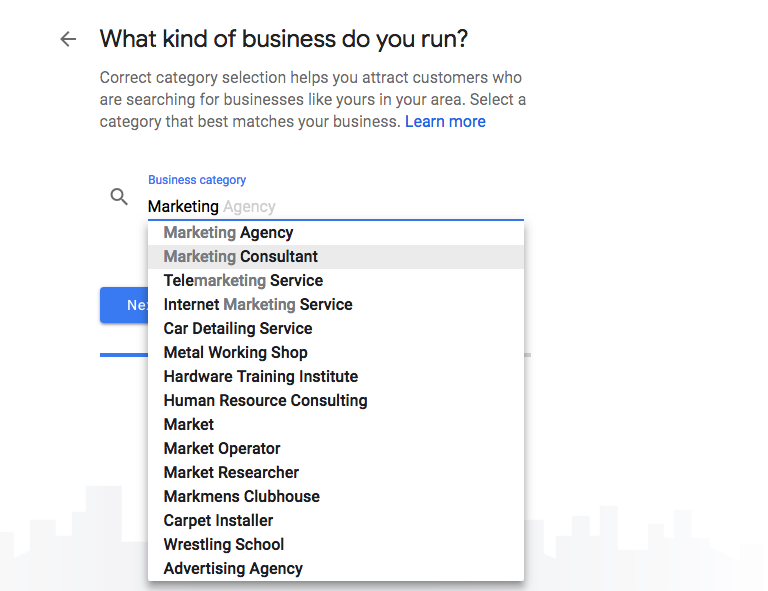 What kind of business do you run?
Correct category selection helps you attract customers who
are searching for businesses like yours in your area. Select a
category that best matches your business. Learn more
Business category
Marketing Agency
Marketing Agency
Marketing Consultant
Telemarketing Service
Internet Marketing Service
Car Detailing Service
Metal Working Shop
Hardware Training Institute
Human Resource Consulting
Market
Market Operator
Market Researcher
Markmens Clubhouse
Carpet Installer
Wrestling School
Advertising Agency